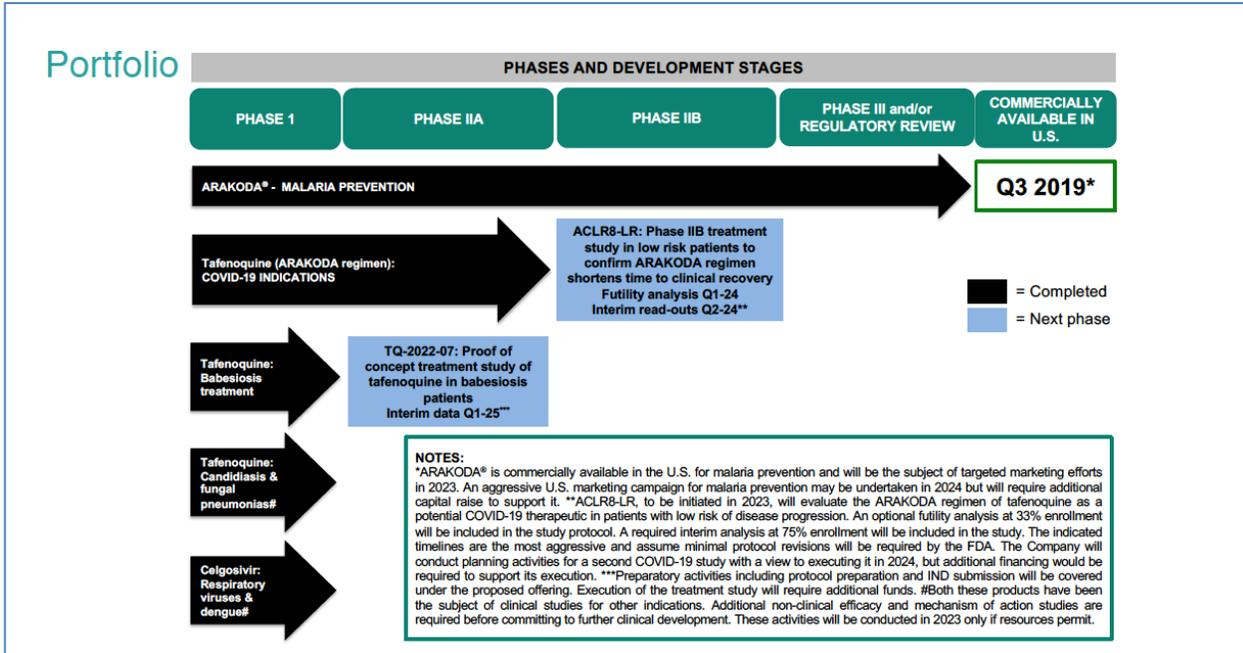 Portfolio
PHASES AND DEVELOPMENT STAGES
PHASE 1
PHASE IIA
PHASE IIB
PHASE III and/or
REGULATORY REVIEW
COMMERCIALLY
AVAILABLE IN
U.S.
ARAKODA® - MALARIA PREVENTION
Q3 2019*
Tafenoquine (ARAKODA regimen):
COVID-19 INDICATIONS
ACLR8-LR: Phase IIB treatment
study in low risk patients to
confirm ARAKODA regimen
shortens time to clinical recovery
Futility analysis Q1-24
Interim read-outs Q2-24**
= Completed
= Next phase
Tafenoquine:
Babesiosis
treatment
TQ-2022-07: Proof of
concept treatment study of
tafenoquine in babesiosis
patients
Interim data Q1-25***
Tafenoquine:
Candidiasis &
fungal
pneumonias#
Celgosivir:
Respiratory
viruses &
dengue#
NOTES:
*ARAKODA® is commercially available in the U.S. for malaria prevention and will be the subject of targeted marketing efforts
in 2023. An aggressive U.S. marketing campaign for malaria prevention may be undertaken in 2024 but will require additional
capital raise to support it. **ACLR8-LR, to be initiated in 2023, will evaluate the ARAKODA regimen of tafenoquine as a
potential COVID-19 therapeutic in patients with low risk of disease progression. An optional futility analysis at 33% enrollment
will be included in the study protocol. A required interim analysis at 75% enrollment will be included in the study. The indicated
timelines are the most aggressive and assume minimal protocol revisions will be required by the FDA. The Company will
conduct planning activities for a second COVID-19 study with a view to executing it in 2024, but additional financing would be
required to support its execution. ***Preparatory activities including protocol preparation and IND submission will be covered
under the proposed offering. Execution of the treatment study will require additional funds. #Both these products have been
the subject of clinical studies for other indications. Additional non-clinical efficacy and mechanism of action studies are
required before committing to further clinical development. These activities will be conducted in 2023 only if resources permit.